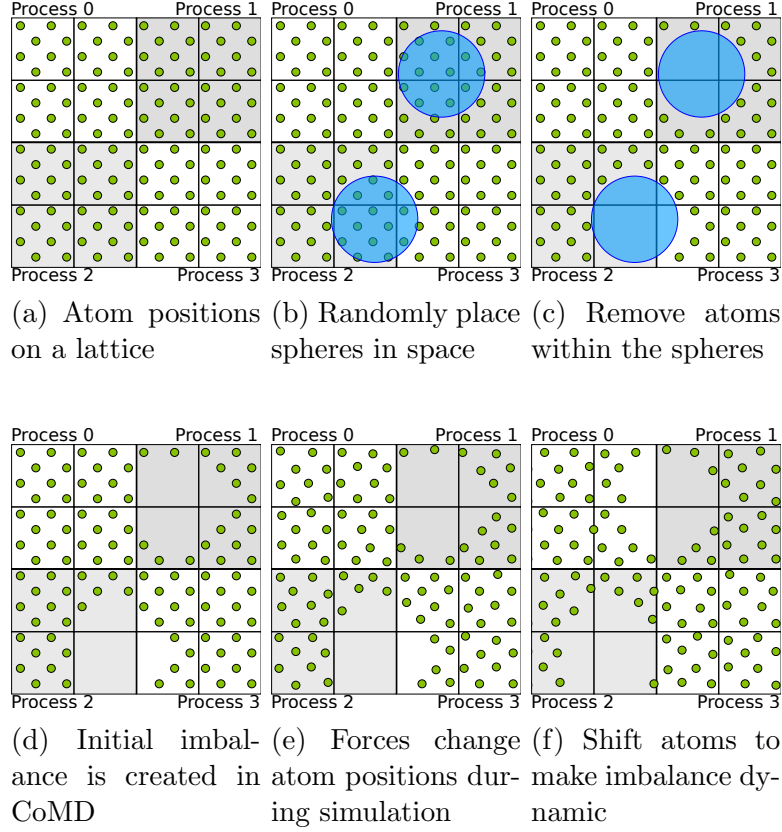 Process 0 Process 1 Process 0 Process 1 Process 0 Process 1
Process 2 Process 3 Process 2 Process 3 Process 2 Process 3
(a) Atom positions
on a lattice
(b) Randomly place
spheres in space
(c) Remove atoms
within the spheres
Process 0 Process 1 Process 0 Process 1 Process 0 Process 1
Process 2 Process 3 Process 2 Process 3 Process 2 Process 3
(d) Initial imbal-
ance is created in
CoMD
(e) Forces change
atom positions dur-
ing simulation
(f) Shift atoms to
make imbalance dy-
namic